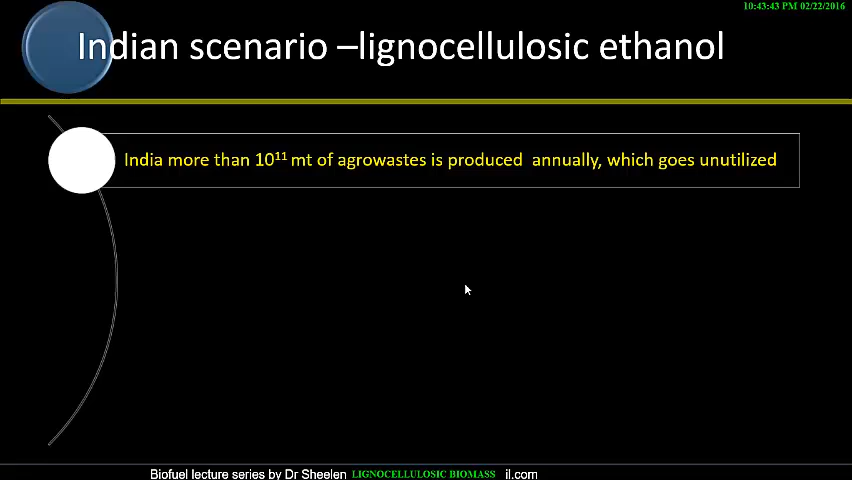 10:43:43 PM 02/22/2016
Indian scenario –lignocellulosic ethanol
India more than 10¹¹ mt of agrowastes is produced annually, which goes unutilized
Biofuel lecture series by Dr Sheelen LIGNOCELLULOSIC BIOMASS il.com